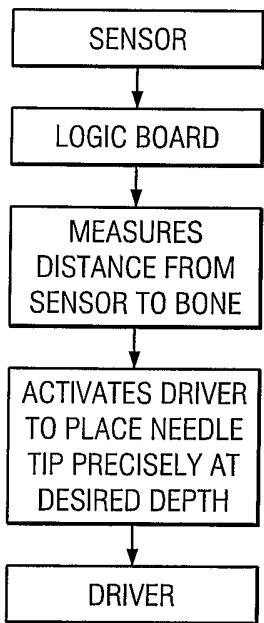 SENSOR
LOGIC BOARD
MEASURES
DISTANCE FROM
SENSOR TO BONE
ACTIVATES DRIVER
TO PLACE NEEDLE
TIP PRECISELY AT
DESIRED DEPTH
DRIVER